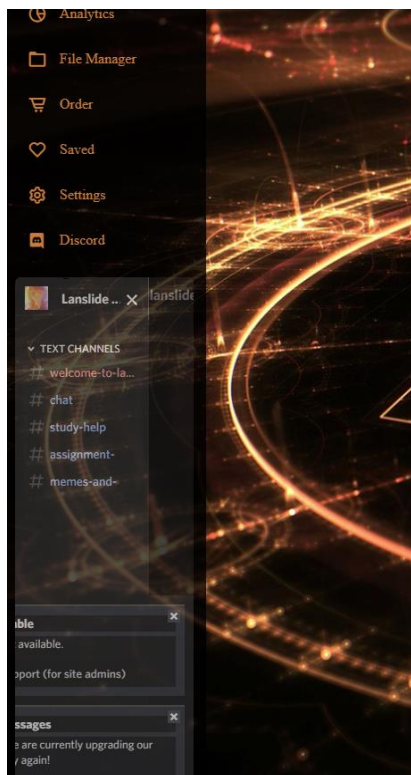 Analytics
File Manager
Order
Saved
Settings
Discord
Lanslide ..
lanslide
TEXT CHANNELS
# welcome-to-la...
# chat
# study-help
# assignment-
# memes-and-
able
available.
pport (for site admins)
ssages
e are currently upgrading our
y again!